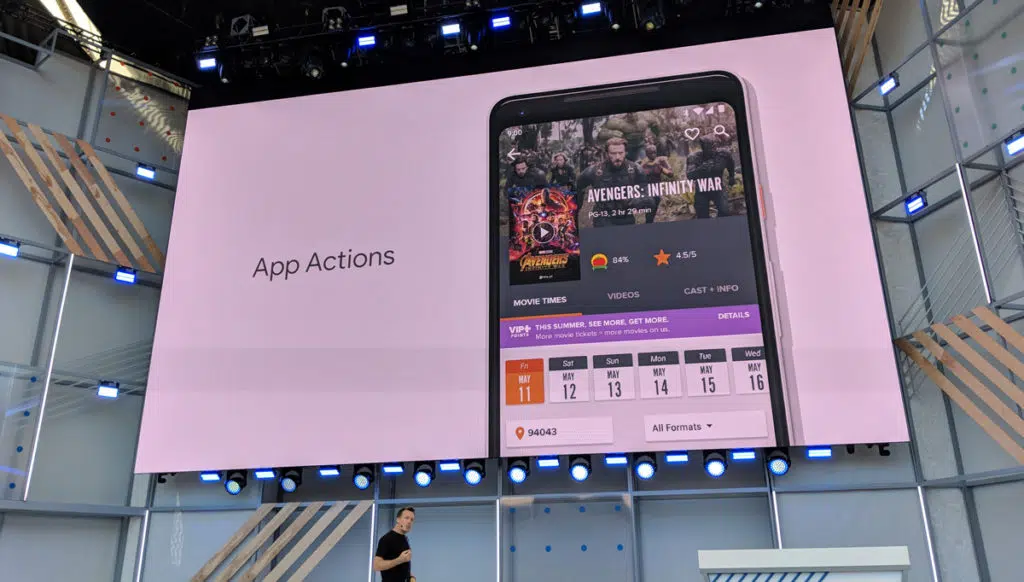 App Actions
9:00
AVENGERS: INFINITY WAR
PG-13, 2 hr 29 min
AVENGERS
INFINITY WAR
84%
4.5/5
MOVIE TIMES
VIDEOS
CAST + INFO
VIP+
POINTS
THIS SUMMER, SEE MORE, GET MORE.
More movie tickets = more movies on us.
DETAILS
Fri
MAY
11
Sat
MAY
12
Sun
MAY
13
Mon
MAY
14
Tue
MAY
15
Wed
MAY
16
94043
All Formats